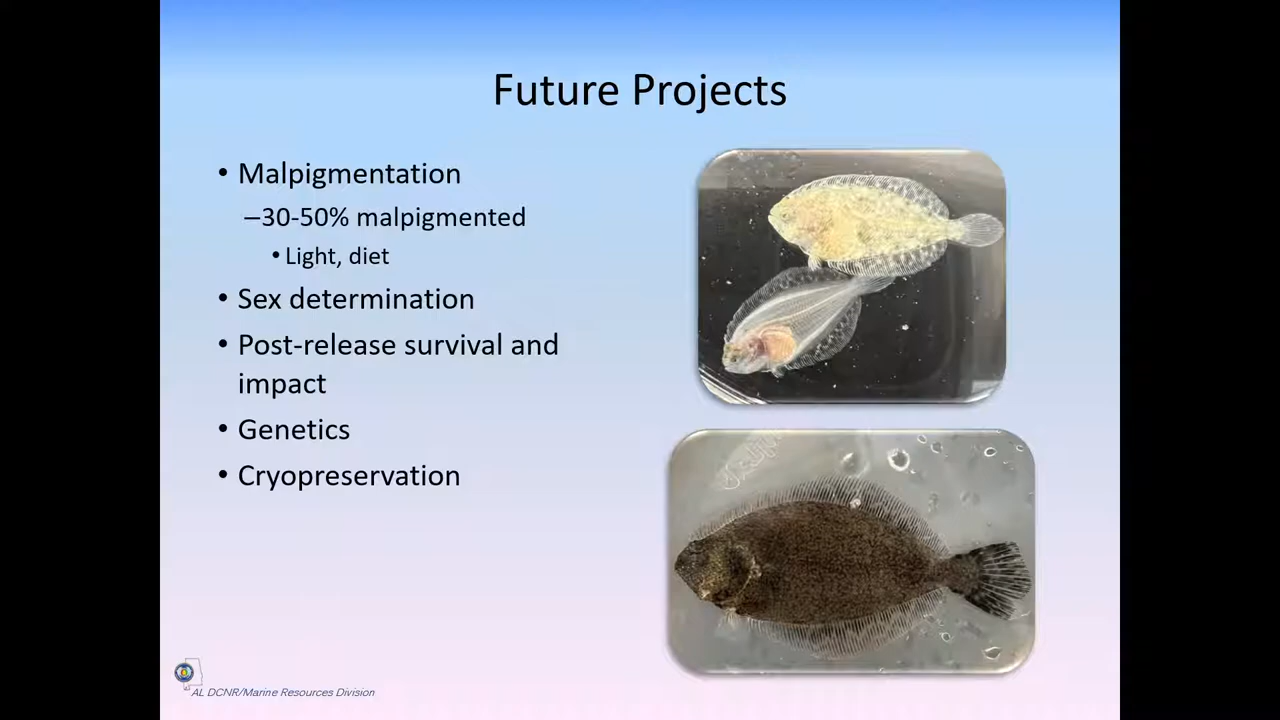 Future Projects
• Malpigmentation
–30-50% malpigmented
• Light, diet
• Sex determination
• Post-release survival and
impact
• Genetics
• Cryopreservation
AL DCNR/Marine Resources Division